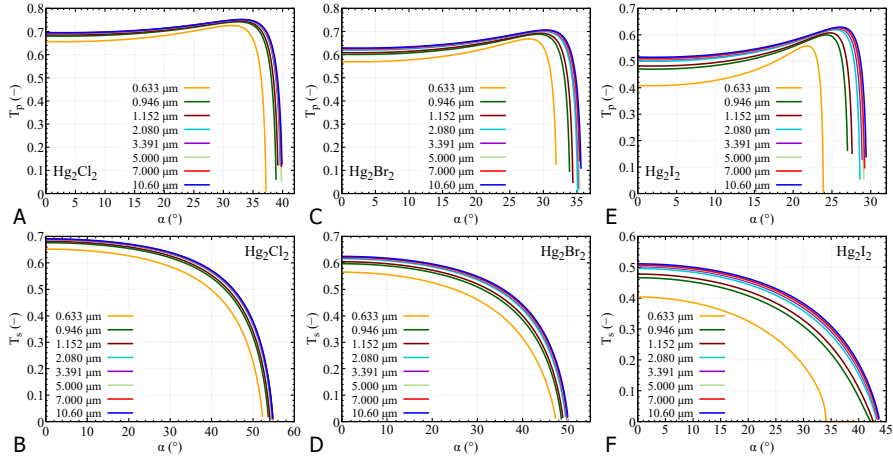 0.8
0.7
0.6
0.5
0.4
0.3
0.2
0.1
0
Tp (−)
0.633 μm
0.946 μm
1.152 μm
2.080 μm
3.391 μm
5.000 μm
7.000 μm
10.60 μm
Hg2Cl2
0 5 10 15 20 25 30 35 40
α (°)
A
0.8
0.7
0.6
0.5
0.4
0.3
0.2
0.1
0
Tp (−)
0.633 μm
0.946 μm
1.152 μm
2.080 μm
3.391 μm
5.000 μm
7.000 μm
10.60 μm
Hg2Br2
0 5 10 15 20 25 30 35
α (°)
C
0.7
0.6
0.5
0.4
0.3
0.2
0.1
0
Tp (−)
0.633 μm
0.946 μm
1.152 μm
2.080 μm
3.391 μm
5.000 μm
7.000 μm
10.60 μm
Hg2I2
0 5 10 15 20 25 30
α (°)
E
0.7
0.6
0.5
0.4
0.3
0.2
0.1
0
Ts (−)
Hg2Cl2
0.633 μm
0.946 μm
1.152 μm
2.080 μm
3.391 μm
5.000 μm
7.000 μm
10.60 μm
0 10 20 30 40 50 60
α (°)
B
0.7
0.6
0.5
0.4
0.3
0.2
0.1
0
Ts (−)
Hg2Br2
0.633 μm
0.946 μm
1.152 μm
2.080 μm
3.391 μm
5.000 μm
7.000 μm
10.60 μm
0 10 20 30 40 50
α (°)
D
0.6
0.5
0.4
0.3
0.2
0.1
0
Ts (−)
Hg2I2
0.633 μm
0.946 μm
1.152 μm
2.080 μm
3.391 μm
5.000 μm
7.000 μm
10.60 μm
0 5 10 15 20 25 30 35 40 45
α (°)
F